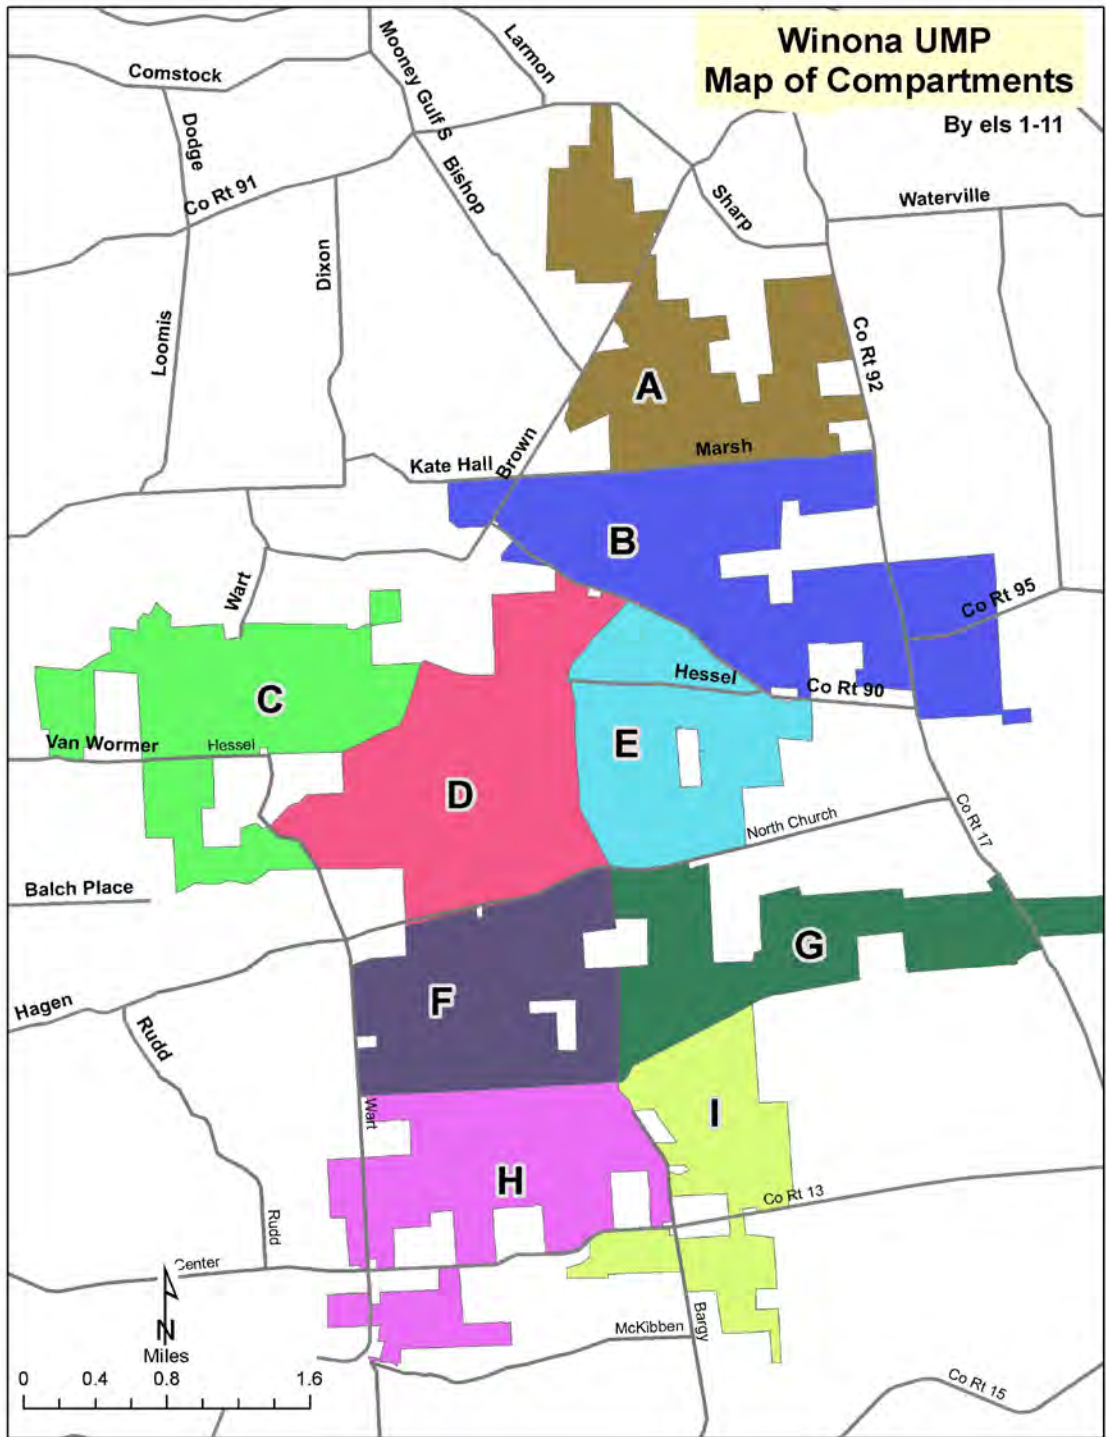 Winona UMP
Map of Compartments
By els 1-11
Larmon
Mooney Gulf S
Comstock
Dodge
Bishop
Co Rt 91
Sharp
Waterville
Dixon
Loomis
Co Rt 92
A
Marsh
Kate Hall
Brown
B
Wart
Co Rt 95
Hessel
Co Rt 90
C
Van Wormer
Hessel
E
D
North Church
Co Rt 17
Balch Place
G
F
Hagen
Rudd
Wart
I
H
Co Rt 13
Rudd
Center
N
Miles
0 0.4 0.8 1.6
McKibben
Bargy
Co Rt 15